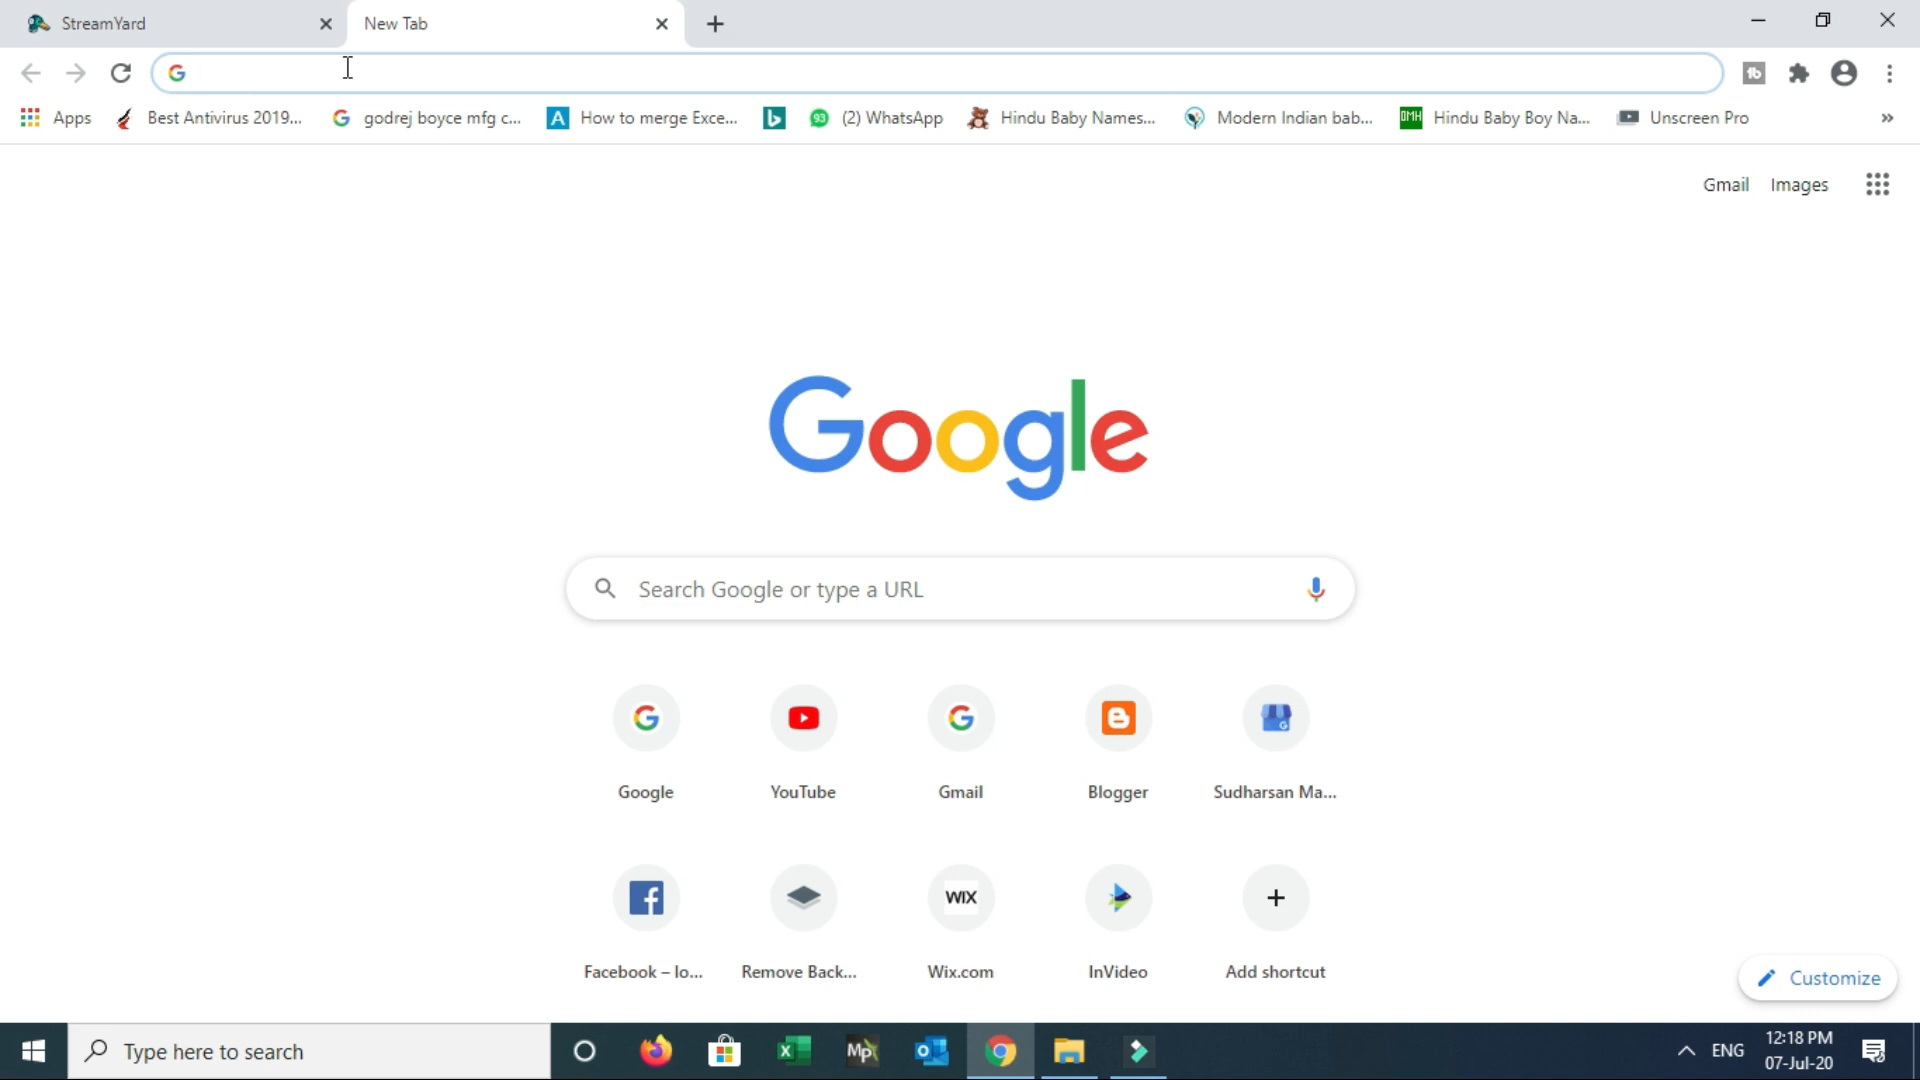 StreamYard
New Tab
Apps
Best Antivirus 2019...
godrej boyce mfg c...
How to merge Exce...
(2) WhatsApp
Hindu Baby Names...
Modern Indian bab...
Hindu Baby Boy Na...
Unscreen Pro
Gmail
Images
Google
Search Google or type a URL
Google
YouTube
Gmail
Blogger
Sudharsan Ma...
WIX
Facebook – lo...
Remove Back...
Wix.com
InVideo
Add shortcut
Customize
Type here to search
ENG
12:18 PM
07-Jul-20